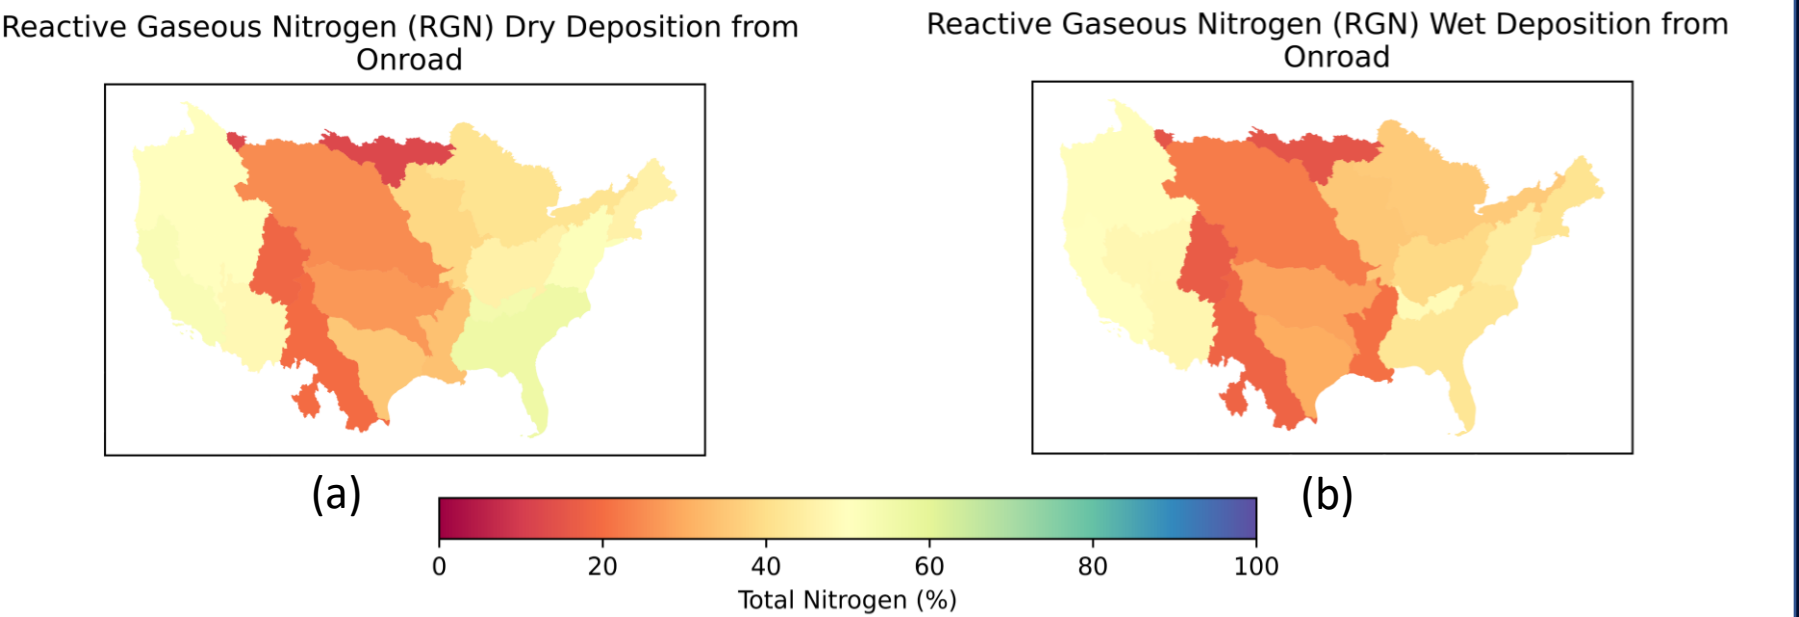 Reactive Gaseous Nitrogen (RGN) Dry Deposition from
Onroad
Reactive Gaseous Nitrogen (RGN) Wet Deposition from
Onroad
(a)
(b)
0 20 40 60 80 100
Total Nitrogen (%)